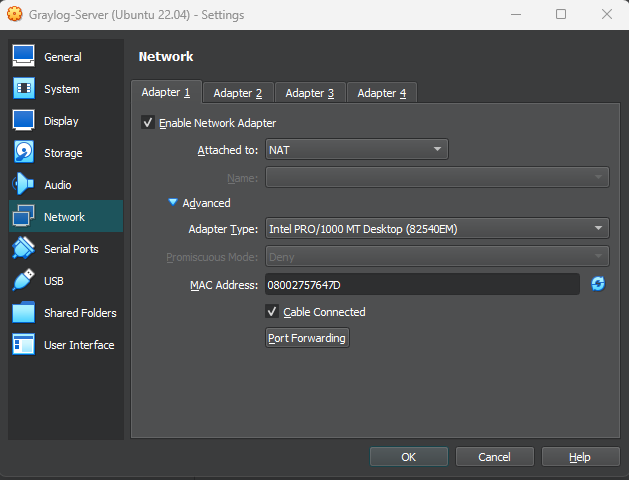 Graylog-Server (Ubuntu 22.04) - Settings
General
System
Display
Storage
Audio
Network
Serial Ports
USB
Shared Folders
User Interface
Network
Adapter 1 Adapter 2 Adapter 3 Adapter 4
Enable Network Adapter
Attached to: NAT
Name:
Advanced
Adapter Type: Intel PRO/1000 MT Desktop (82540EM)
Promiscuous Mode: Deny
MAC Address: 08002757647D
Cable Connected
Port Forwarding
OK Cancel Help